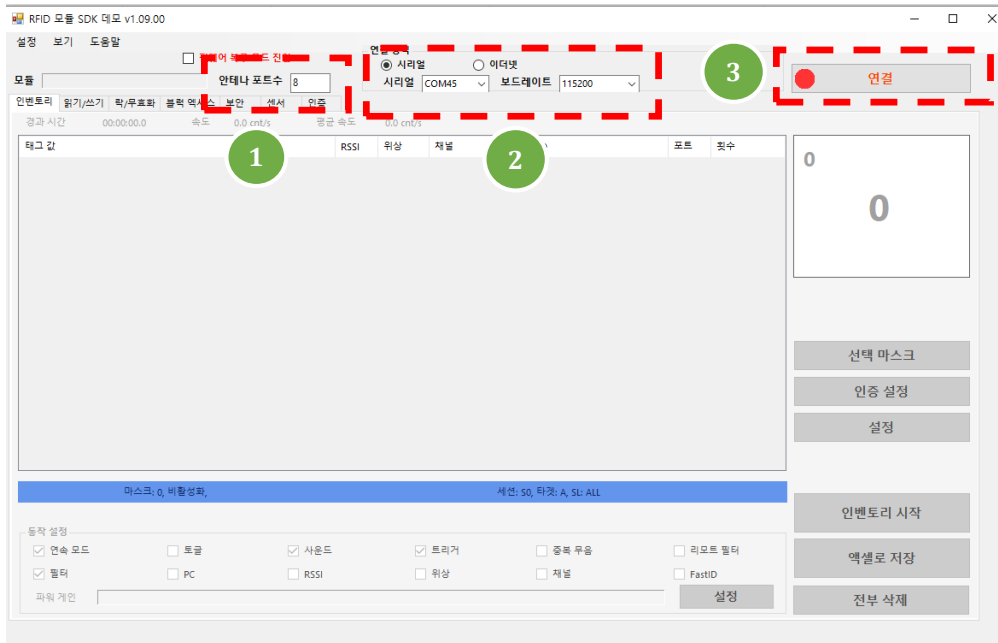 RFID 모듈 SDK 데모 v1.09.00
설정 보기 도움말
진
모듈 안테나 포트수 8
시리얼 이더넷
시리얼 COM45 보드레이트 115200
3
연결
인벤토리 읽기/쓰기 락/무효화 블럭 엑세스 보안 센서 인증
경과 시간 00:00:00.0 속도 0.0 cnt/s 평균 속도 0.0 cnt/s
1
2
태그 값 RSSI 위상 채널 포트 횟수
0
0
선택 마스크
인증 설정
설정
마스크: 0, 비활성화, 세션: S0, 타겟: A, SL: ALL
인벤토리 시작
동작 설정
연속 모드 토글 사운드 트리거 중복 무음 리모트 필터
엑셀로 저장
필터 PC RSSI 위상 채널 FastID
파워 게인 설정
전부 삭제